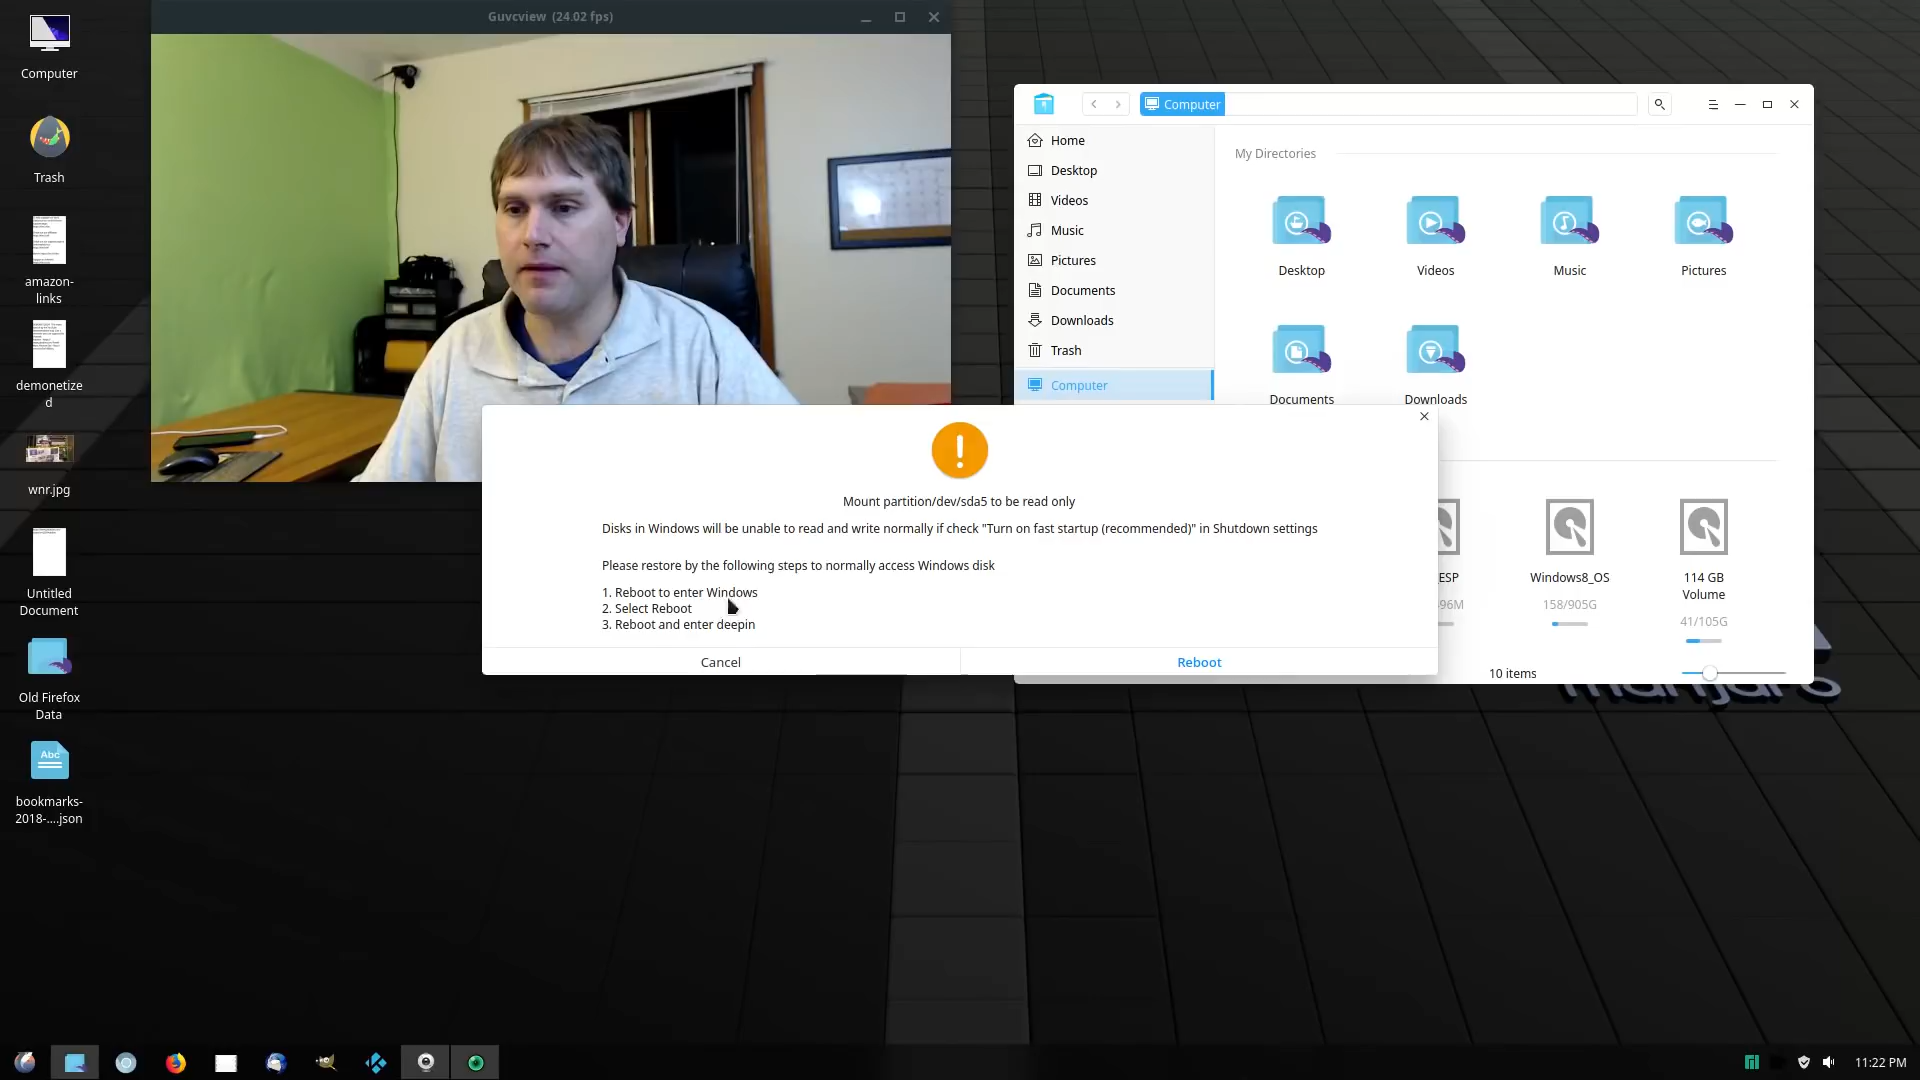 Guvcview (24.02 fps)
Computer
Trash
amazon-
links
demonetize
d
wnr.jpg
Untitled
Document
Old Firefox
Data
Abc
bookmarks-
2018-....json
Computer
Home
Desktop
Videos
Music
Pictures
Documents
Downloads
Trash
Computer
My Directories
Desktop
Videos
Music
Pictures
Documents
Downloads
Mount partition/dev/sda5 to be read only
Disks in Windows will be unable to read and write normally if check "Turn on fast startup (recommended)" in Shutdown settings
Please restore by the following steps to normally access Windows disk
1. Reboot to enter Windows
2. Select Reboot
3. Reboot and enter deepin
Cancel
Reboot
ESP
96M
Windows8_OS
158/905G
114 GB
Volume
41/105G
10 items
manjaro
11:22 PM